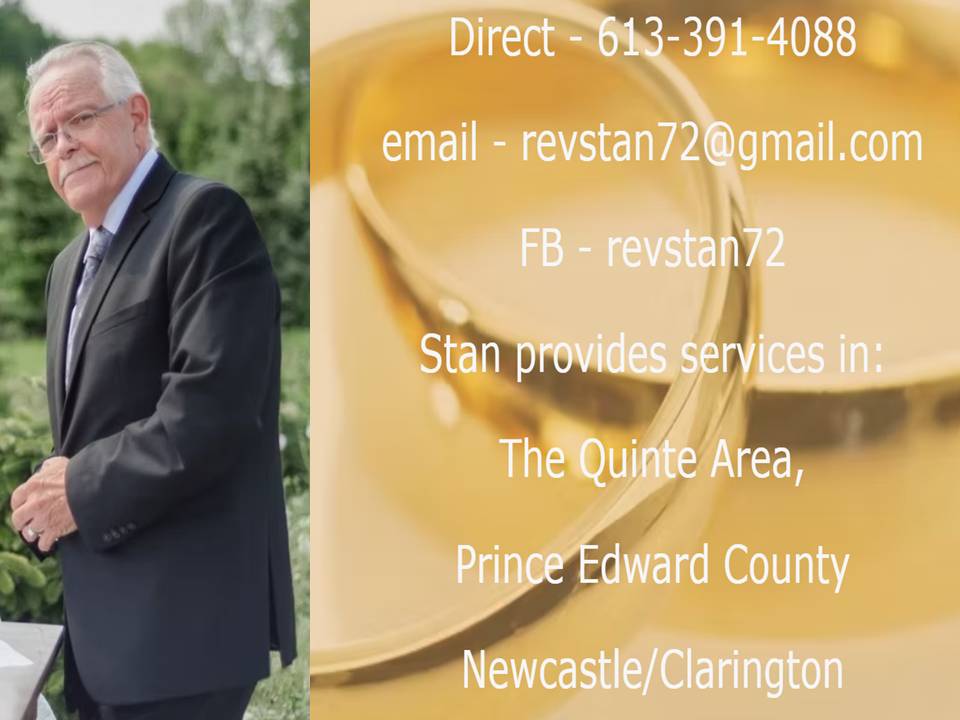 Direct - 613-391-4088
email - revstan72@gmail.com
FB - revstan72
Stan provides services in:
The Quinte Area,
Prince Edward County
Newcastle/Clarington